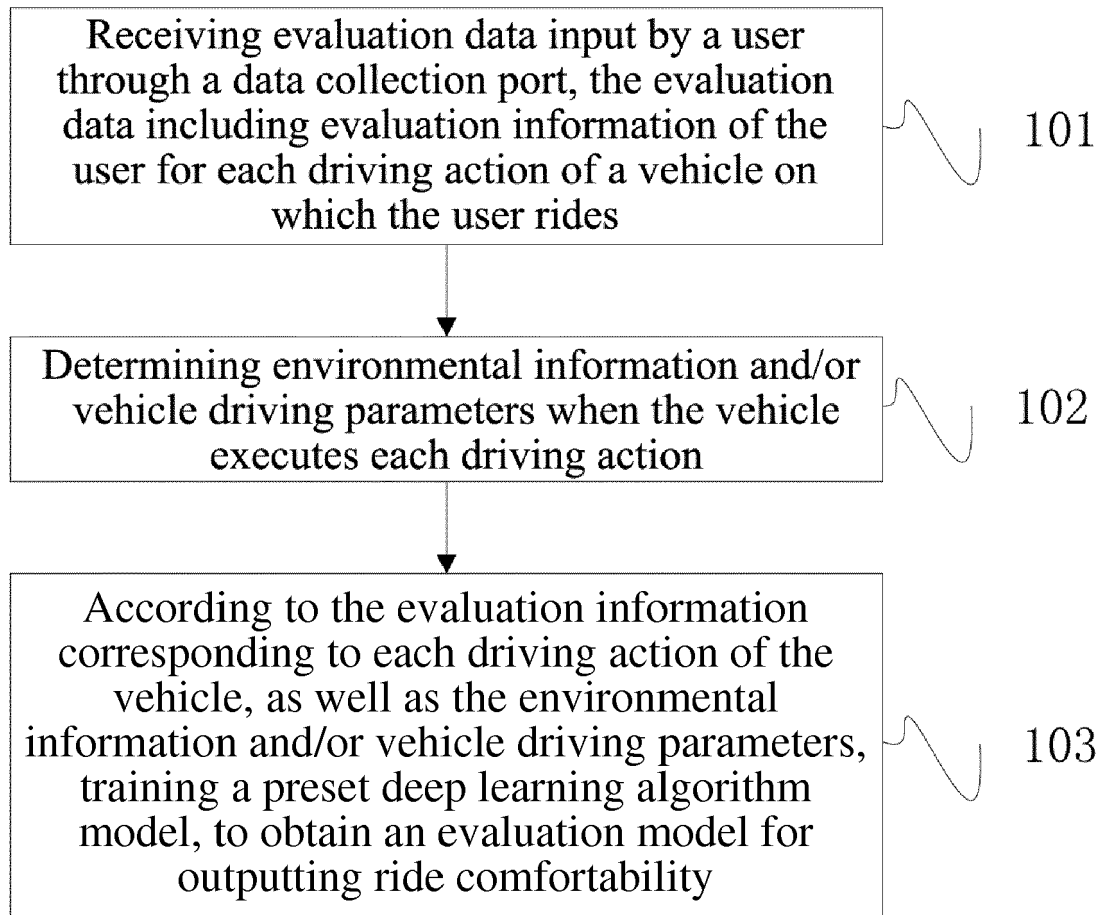 Receiving evaluation data input by a user
through a data collection port, the evaluation
data including evaluation information of the
user for each driving action of a vehicle on
which the user rides
101
Determining environmental information and/or
vehicle driving parameters when the vehicle
executes each driving action
102
According to the evaluation information
corresponding to each driving action of the
vehicle, as well as the environmental
information and/or vehicle driving parameters,
training a preset deep learning algorithm
model, to obtain an evaluation model for
outputting ride comfortability
103